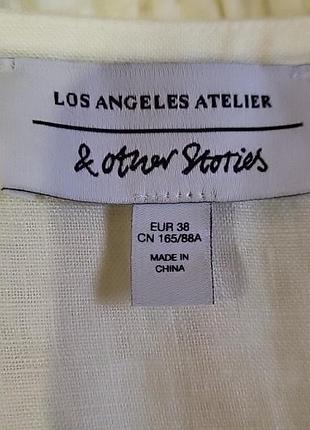 LOS ANGELES ATELIER
& other Stories
EUR 38
CN 165/88A
MADE IN
CHINA